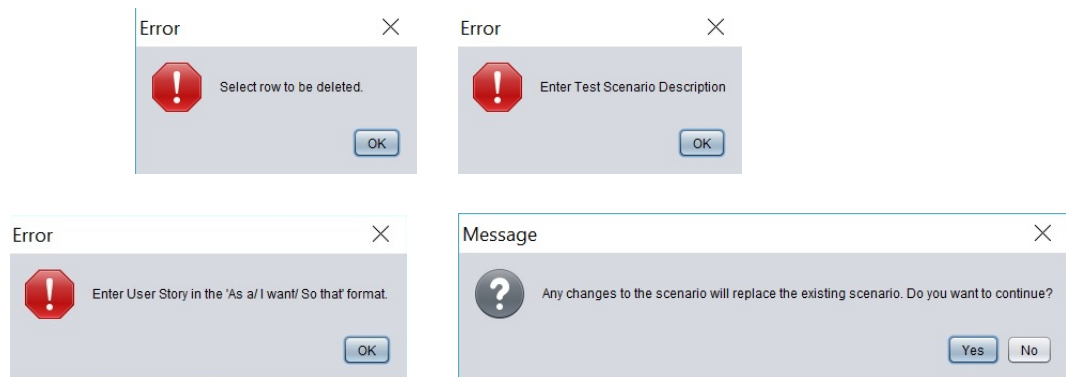 Error
Select row to be deleted.
OK
Error
Enter Test Scenario Description
OK
Error
Enter User Story in the 'As a/ I want/ So that' format.
OK
Message
Any changes to the scenario will replace the existing scenario. Do you want to continue?
Yes No